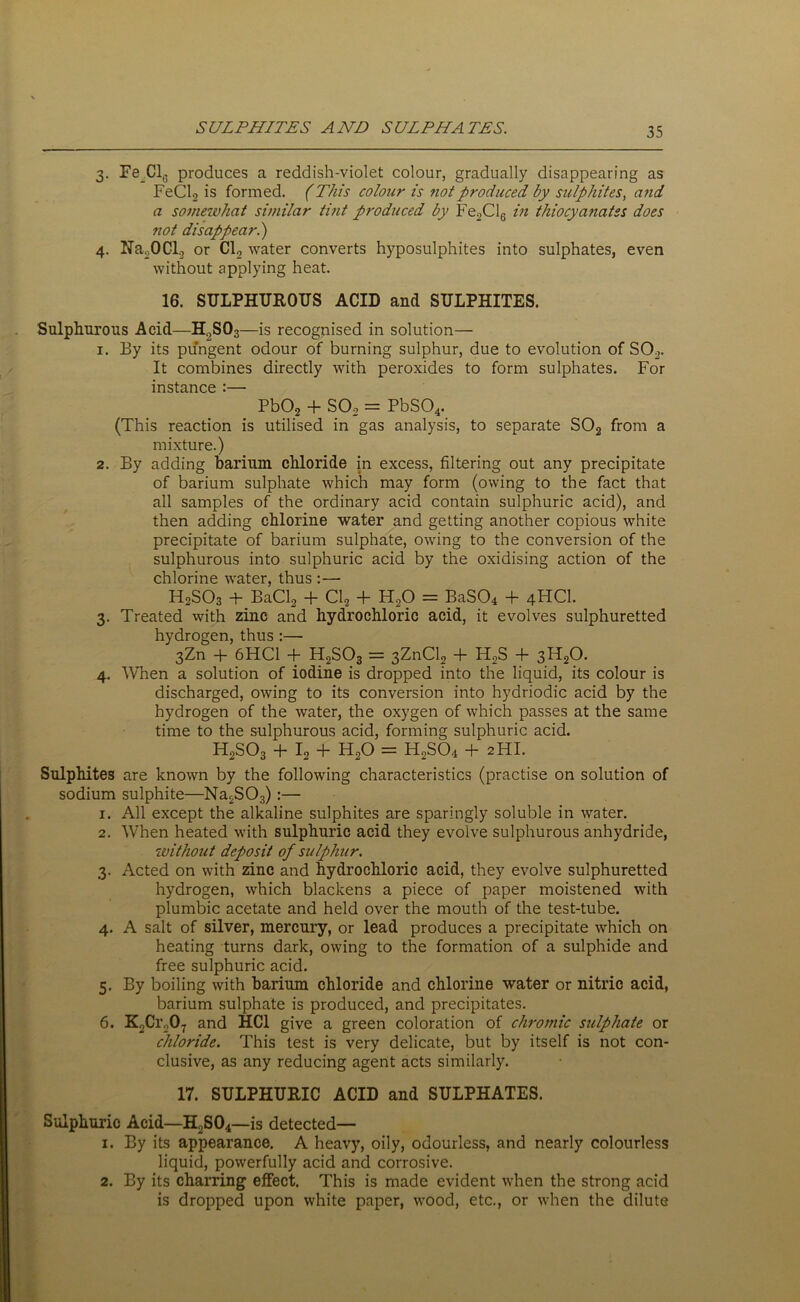 SULPHITES AND SULPHATES.
35
3. Fe2Cl6 produces a reddish-violet colour, gradually disappearing as
FeCl2 is formed. (This colour is not produced by sulphites, and
a somewhat similar tint produced by Fe2Cl6 in thiocyanates does
not disappear.)
4. Na2OCl2 or Cl2 water converts hyposulphites into sulphates, even
without applying heat.
16. SULPHUROUS ACID and SULPHITES.
Sulphurous Acid—H2SO3—is recognised in solution—
1. By its pungent odour of burning sulphur, due to evolution of SO2.
It combines directly with peroxides to form sulphates. For
instance :—
PbO2 + SO2 = PbSO4.
(This reaction is utilised in gas analysis, to separate SO2 from a
mixture.)
2. By adding barium chloride in excess, filtering out any precipitate
of barium sulphate which may form (owing to the fact that
all samples of the ordinary acid contain sulphuric acid), and
then adding chlorine water and getting another copious white
precipitate of barium sulphate, owing to the conversion of the
sulphurous into sulphuric acid by the oxidising action of the
chlorine water, thus :—
H2SO3 + BaCl2 + Cl2 + H2O = BaSO4 + 4HCl.
3. Treated with zinc and hydrochloric acid, it evolves sulphuretted
hydrogen, thus :—
3Zn + 6HCl + H2SO3 = 3ZnCl2 + H2S + 3H2O.
4. When a solution of iodine is dropped into the liquid, its colour is
discharged, owing to its conversion into hydriodic acid by the
hydrogen of the water, the oxygen of which passes at the same
time to the sulphurous acid, forming sulphuric acid.
H2SO3 + I2 + H2O = H2SO4 + 2HI.
Sulphites are known by the following characteristics (practise on solution of
sodium sulphite—Na2SO3) :—
1. All except the alkaline sulphites are sparingly soluble in water.
2. When heated with sulphuric acid they evolve sulphurous anhydride,
without deposit of sulphur.
3. Acted on with zinc and hydrochloric acid, they evolve sulphuretted
hydrogen, which blackens a piece of paper moistened with
plumbic acetate and held over the mouth of the test-tube.
4. A salt of silver, mercury, or lead produces a precipitate which on
heating turns dark, owing to the formation of a sulphide and
free sulphuric acid.
5. By boiling with barium chloride and chlorine water or nitric acid,
barium sulphate is produced, and precipitates.
6. K2Cr2O7 and HCl give a green coloration of chromic sulphate or
chloride. This test is very delicate, but by itself is not con-
clusive, as any reducing agent acts similarly.
17. SULPHURIC ACID and SULPHATES.
Sulphuric Acid—H2SO4—is detected—
1. By its appearance. A heavy, oily, odourless, and nearly colourless
liquid, powerfully acid and corrosive.
2. By its charring effect. This is made evident when the strong acid
is dropped upon white paper, wood, etc., or when the dilute